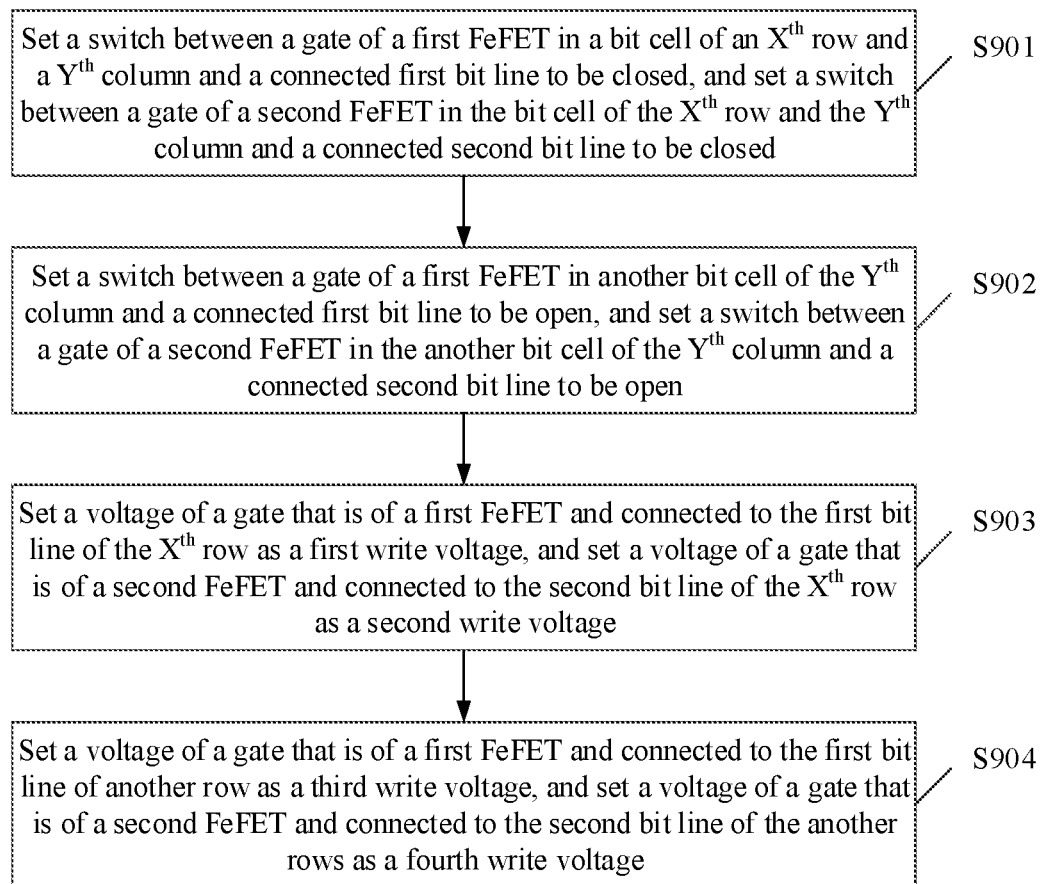 Set a switch between a gate of a first FeFET in a bit cell of an Xth row and
a Yth column and a connected first bit line to be closed, and set a switch
between a gate of a second FeFET in the bit cell of the Xth row and the Yth
column and a connected second bit line to be closed
S901
Set a switch between a gate of a first FeFET in another bit cell of the Yth
column and a connected first bit line to be open, and set a switch between
a gate of a second FeFET in the another bit cell of the Yth column and a
connected second bit line to be open
S902
Set a voltage of a gate that is of a first FeFET and connected to the first bit
line of the Xth row as a first write voltage, and set a voltage of a gate that
is of a second FeFET and connected to the second bit line of the Xth row
as a second write voltage
S903
Set a voltage of a gate that is of a first FeFET and connected to the first bit
line of another row as a third write voltage, and set a voltage of a gate that
is of a second FeFET and connected to the second bit line of the another
rows as a fourth write voltage
S904